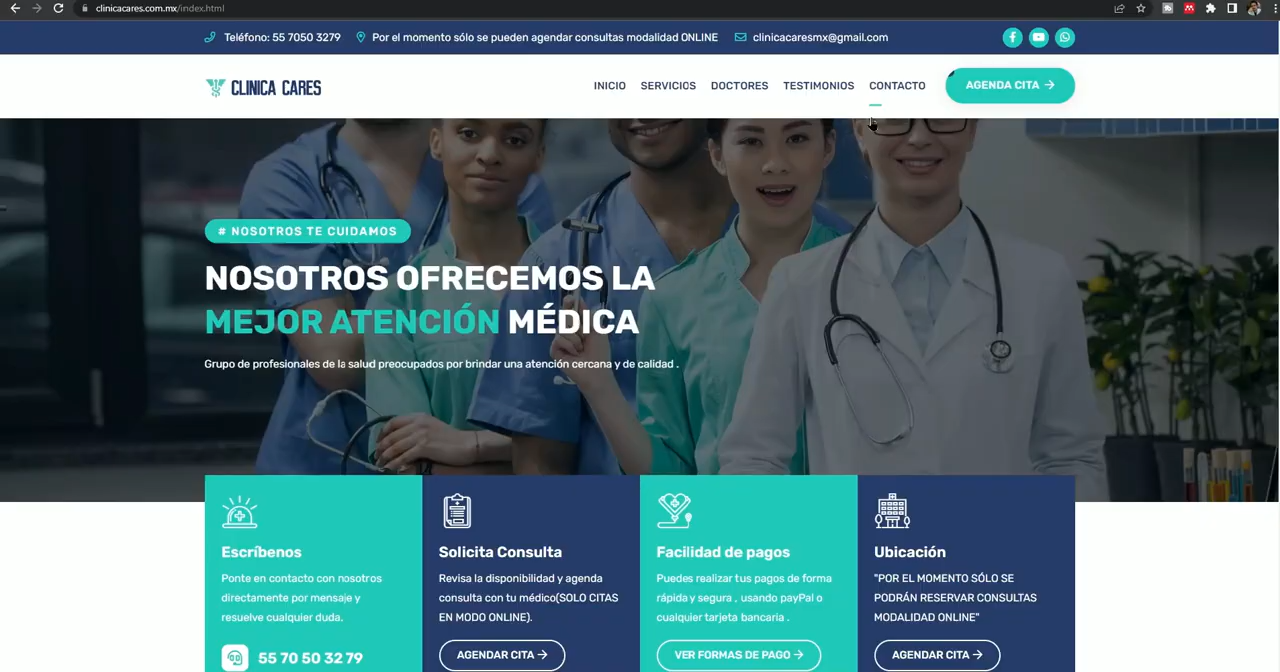 clinicacares.com.mx/index.html
Teléfono: 55 7050 3279
Por el momento sólo se pueden agendar consultas modalidad ONLINE
clinicacaresmx@gmail.com
CLINICA CARES
INICIO
SERVICIOS
DOCTORES
TESTIMONIOS
CONTACTO
AGENDA CITA →
# NOSOTROS TE CUIDAMOS
NOSOTROS OFRECEMOS LA
MEJOR ATENCIÓN MÉDICA
Grupo de profesionales de la salud preocupados por brindar una atención cercana y de calidad .
Escríbenos
Ponte en contacto con nosotros
directamente por mensaje y
resuelve cualquier duda.
55 70 50 32 79
Solicita Consulta
Revisa la disponibilidad y agenda
consulta con tu médico(SOLO CITAS
EN MODO ONLINE).
AGENDAR CITA →
Facilidad de pagos
Puedes realizar tus pagos de forma
rápida y segura , usando payPal o
cualquier tarjeta bancaria .
VER FORMAS DE PAGO →
Ubicación
"POR EL MOMENTO SÓLO SE
PODRÁN RESERVAR CONSULTAS
MODALIDAD ONLINE"
AGENDAR CITA →